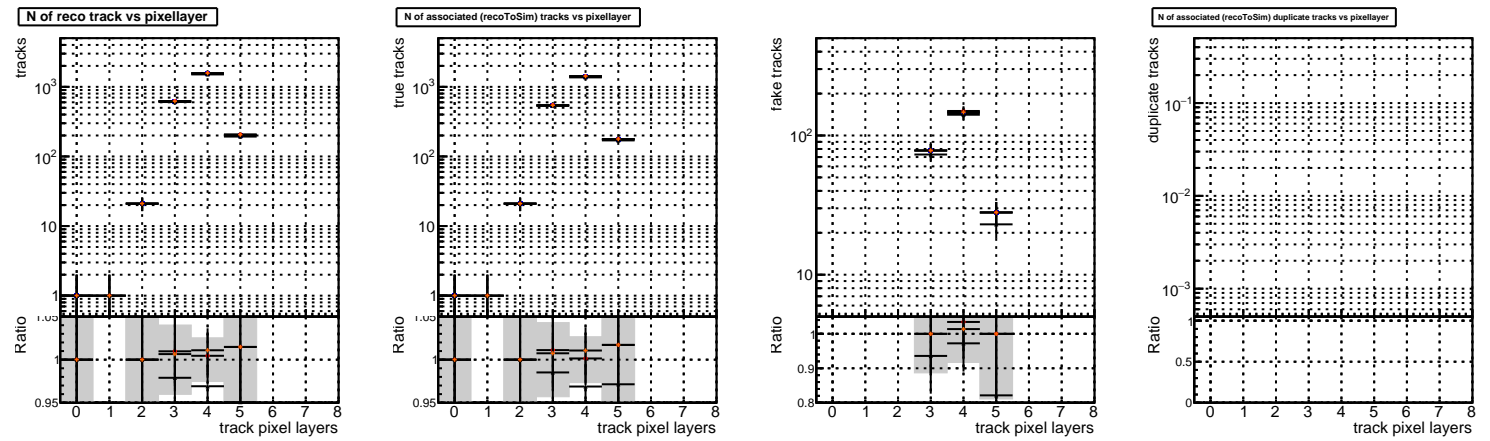 N of reco track vs pixellayer
tracks
10³
10²
10
1
Ratio
1.05
1
0.95
0 1 2 3 4 5 6 7 8
track pixel layers
N of associated (recoToSim) tracks vs pixellayer
true tracks
10³
10²
10
1
Ratio
1.05
1
0.95
0 1 2 3 4 5 6 7 8
track pixel layers
fake tracks
10²
10
Ratio
1
0.9
0.8
0 1 2 3 4 5 6 7 8
track pixel layers
N of associated (recoToSim) duplicate tracks vs pixellayer
duplicate tracks
10⁻¹
10⁻²
10⁻³
Ratio
1
0.5
0
0 1 2 3 4 5 6 7 8
track pixel layers